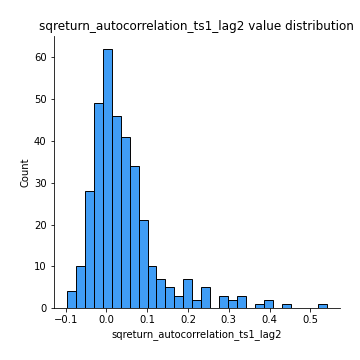 sqreturn_autocorrelation_ts1_lag2 value distribution
60
50
40
30
20
10
0
Count
−0.1 0.0 0.1 0.2 0.3 0.4 0.5
sqreturn_autocorrelation_ts1_lag2